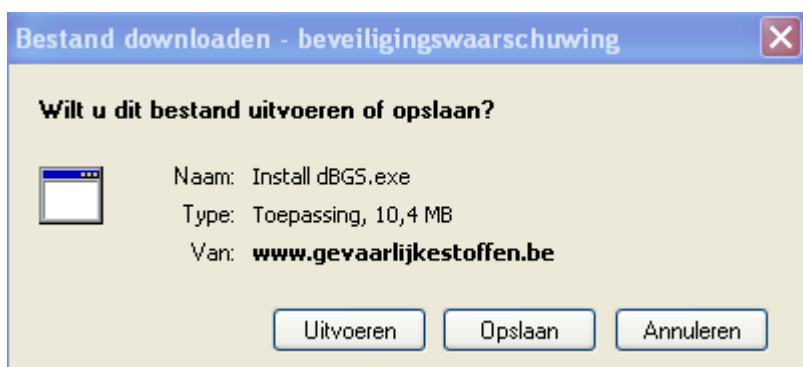 Bestand downloaden - beveiligingswaarschuwing
Wilt u dit bestand uitvoeren of opslaan?
Naam: Install dBGS.exe
Type: Toepassing, 10,4 MB
Van: www.gevaarlijkestoffen.be
Uitvoeren Opslaan Annuleren